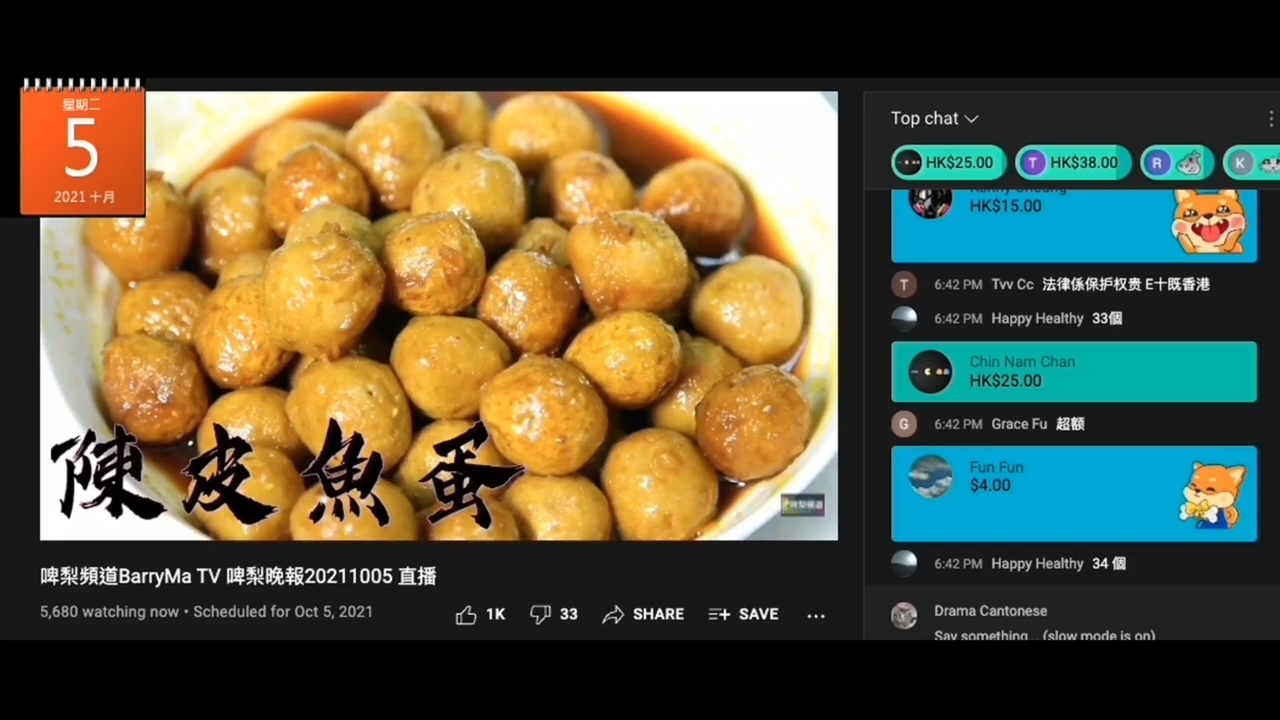 星期二
5
2021 十月
陳皮魚蛋
啤梨頻道
啤梨頻道BarryMa TV 啤梨晚報20211005 直播
5,680 watching now • Scheduled for Oct 5, 2021
1K
33
SHARE
SAVE
Top chat
HK$25.00
T HK$38.00
R
K
Kenny Cheung
HK$15.00
T 6:42 PM Tvv Cc 法律係保护权贵 E十既香港
6:42 PM Happy Healthy 33個
Chin Nam Chan
HK$25.00
G 6:42 PM Grace Fu 超额
Fun Fun
$4.00
6:42 PM Happy Healthy 34 個
Drama Cantonese
Say something... (slow mode is on)